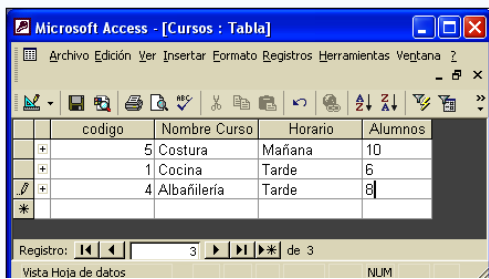 Microsoft Access - [Cursos : Tabla]
Archivo Edición Ver Insertar Formato Registros Herramientas Ventana ?
codigo Nombre Curso Horario Alumnos
5 Costura Mañana 10
1 Cocina Tarde 6
4 Albañilería Tarde 8
Registro: 3 de 3
Vista Hoja de datos NUM